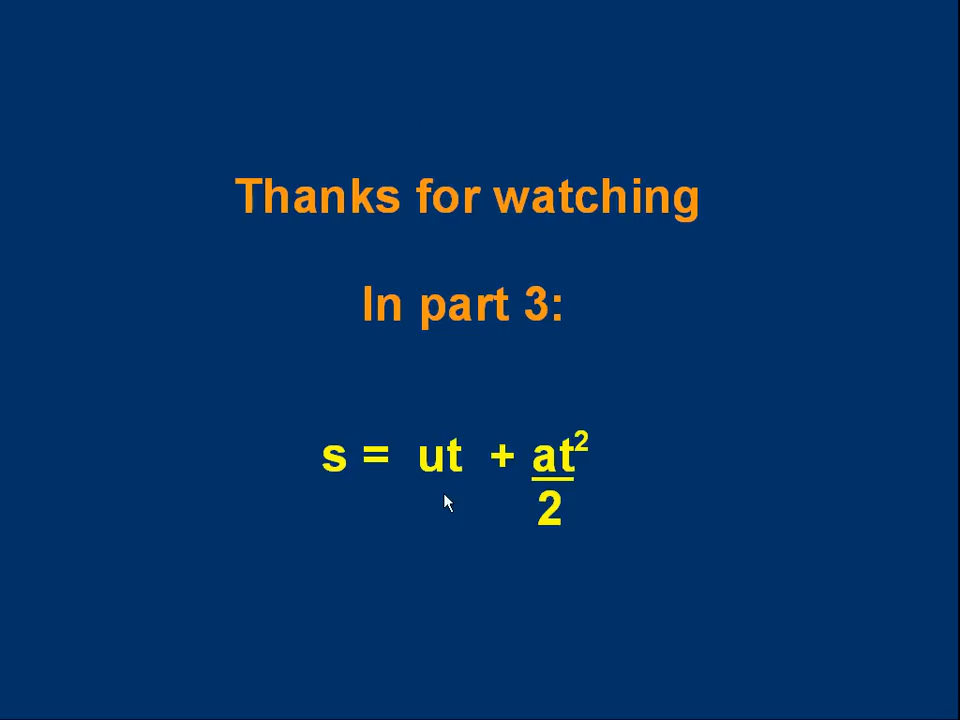 Thanks for watching
In part 3:
s = ut + at²
2